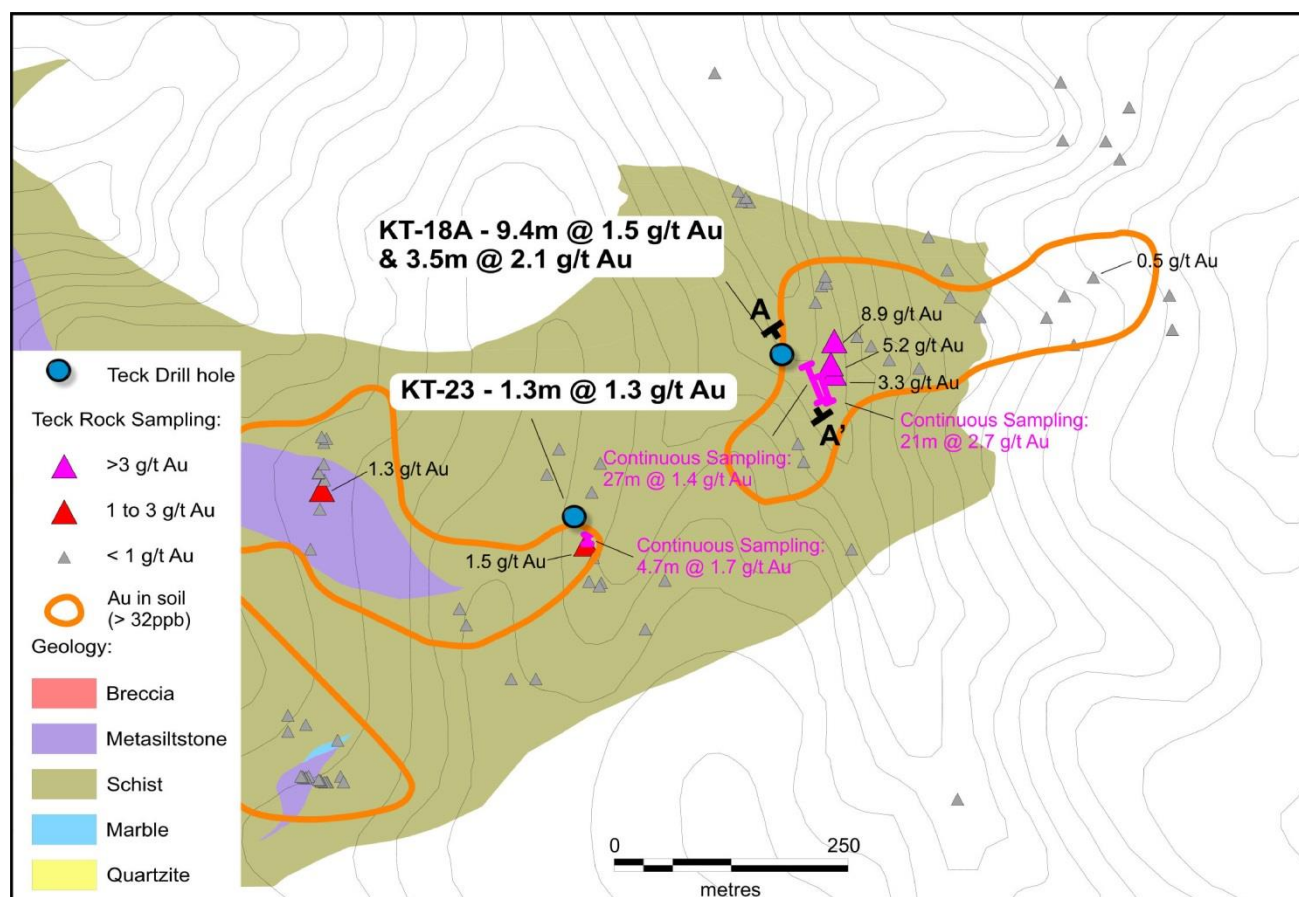 KT-18A - 9.4m @ 1.5 g/t Au
& 3.5m @ 2.1 g/t Au
0.5 g/t Au
A
8.9 g/t Au
5.2 g/t Au
3.3 g/t Au
A'
Continuous Sampling:
21m @ 2.7 g/t Au
KT-23 - 1.3m @ 1.3 g/t Au
Continuous Sampling:
27m @ 1.4 g/t Au
1.3 g/t Au
1.5 g/t Au
Continuous Sampling:
4.7m @ 1.7 g/t Au
Teck Drill hole
Teck Rock Sampling:
>3 g/t Au
1 to 3 g/t Au
< 1 g/t Au
Au in soil
(> 32ppb)
Geology:
Breccia
Metasiltstone
Schist
Marble
Quartzite
0 250
metres